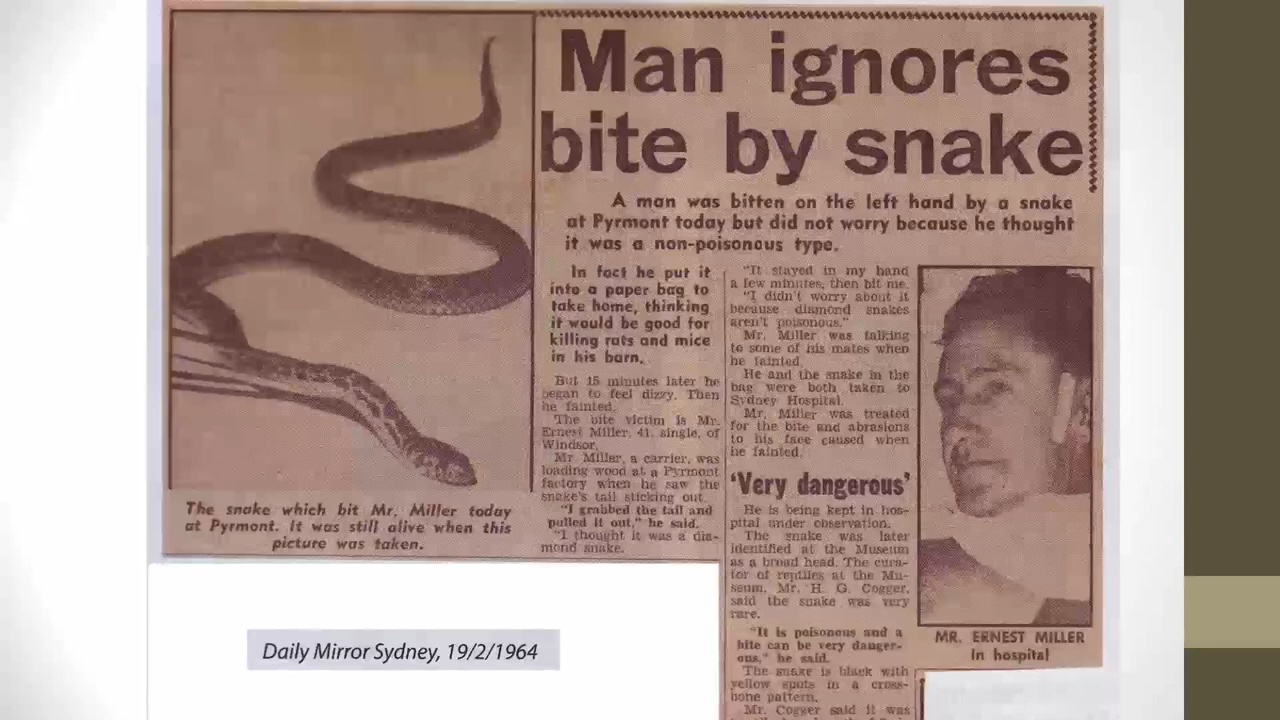 Man ignores
bite by snake
A man was bitten on the left hand by a snake
at Pyrmont today but did not worry because he thought
it was a non-poisonous type.
In fact he put it
into a paper bag to
take home, thinking
it would be good for
killing rats and mice
in his barn.
But 15 minutes later he
began to feel dizzy. Then
he fainted.
The bite victim is Mr.
Ernest Miller, 41, single, of
Windsor.
Mr. Miller, a carrier, was
loading wood at a Pyrmont
factory when he saw the
snake's tail sticking out.
"I grabbed the tail and
pulled it out," he said.
"I thought it was a dia-
mond snake.
"It stayed in my hand
a few minutes, then bit me.
"I didn't worry about it
because diamond snakes
aren't poisonous."
Mr. Miller was talking
to some of his mates when
he fainted.
He and the snake in the
bag were both taken to
Sydney Hospital.
Mr. Miller was treated
for the bite and abrasions
to his face caused when
he fainted.
'Very dangerous'
He is being kept in hos-
pital under observation.
The snake was later
identified at the Museum
as a broad head. The cura-
tor of reptiles at the Mu-
seum, Mr. H. G. Cogger,
said the snake was very
rare.
"It is poisonous and a
bite can be very danger-
ous," he said.
The snake is black with
yellow spots in a cross-
bone pattern.
Mr. Cogger said it was
The snake which bit Mr. Miller today
at Pyrmont. It was still alive when this
picture was taken.
MR. ERNEST MILLER
in hospital
Daily Mirror Sydney, 19/2/1964